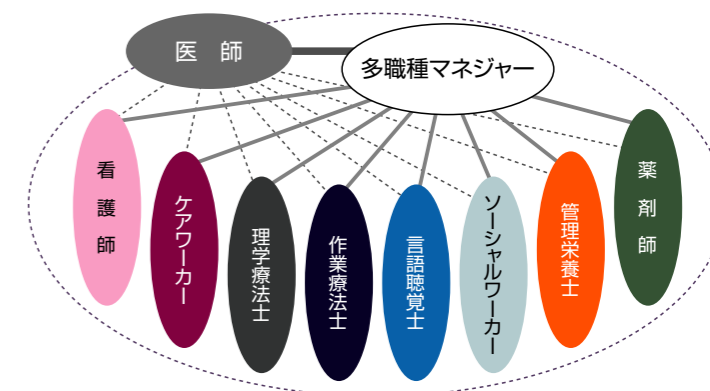 医 師
多職種マネジャー
看護師
ケアワーカー
理学療法士
作業療法士
言語聴覚士
ソーシャルワーカー
管理栄養士
薬剤師